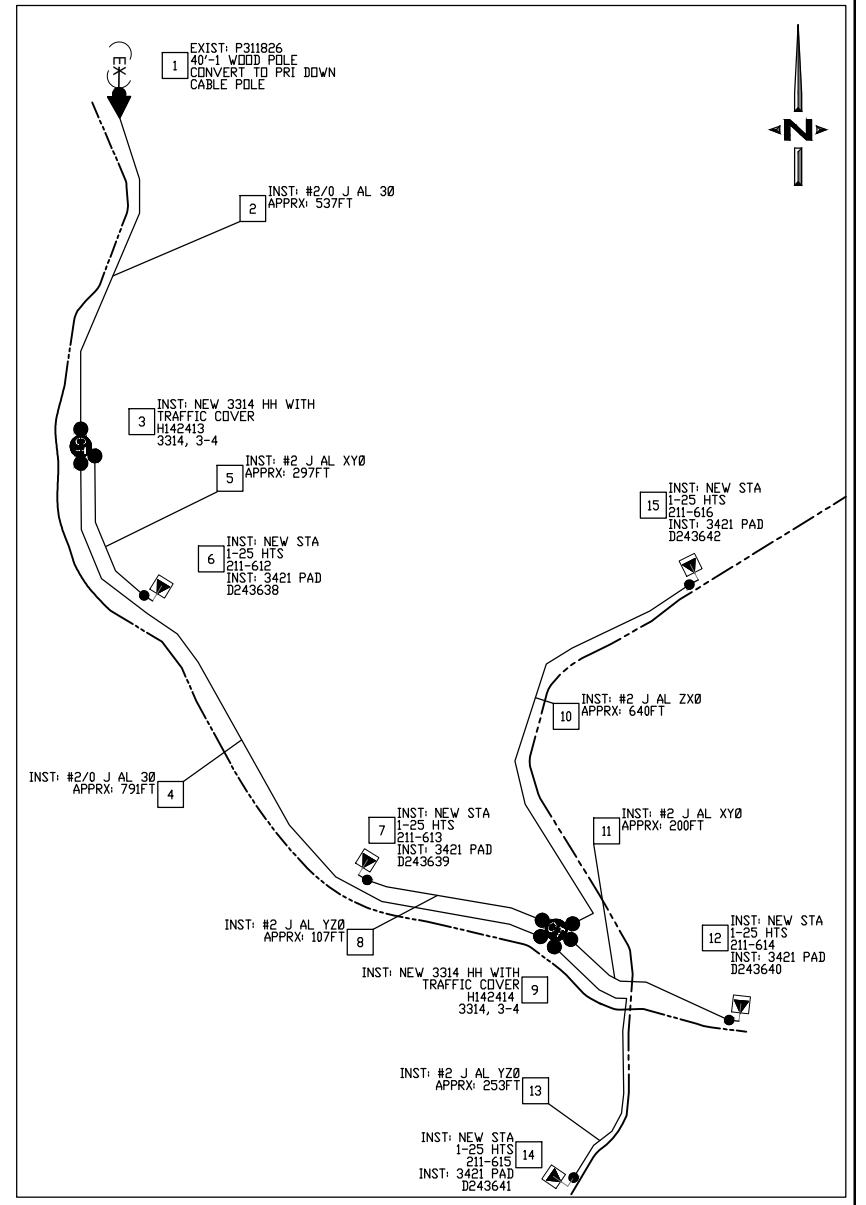 EX
1
EXIST: P311826
40'-1 WOOD POLE
CONVERT TO PRI DOWN
CABLE POLE
N
2
INST: #2/0 J AL 3Ø
APPRX: 537FT
3
INST: NEW 3314 HH WITH
TRAFFIC COVER
H142413
3314, 3-4
5
INST: #2 J AL XYØ
APPRX: 297FT
6
INST: NEW STA
1-25 HTS
211-612
INST: 3421 PAD
D243638
15
INST: NEW STA
1-25 HTS
211-616
INST: 3421 PAD
D243642
10
INST: #2 J AL ZXØ
APPRX: 640FT
INST: #2/0 J AL 3Ø
APPRX: 791FT
4
7
INST: NEW STA
1-25 HTS
211-613
INST: 3421 PAD
D243639
11
INST: #2 J AL XYØ
APPRX: 200FT
INST: #2 J AL YZØ
APPRX: 107FT
8
12
INST: NEW STA
1-25 HTS
211-614
INST: 3421 PAD
D243640
INST: NEW 3314 HH WITH
TRAFFIC COVER
H142414
3314, 3-4
9
INST: #2 J AL YZØ
APPRX: 253FT
13
INST: NEW STA
1-25 HTS
211-615
INST: 3421 PAD
D243641
14